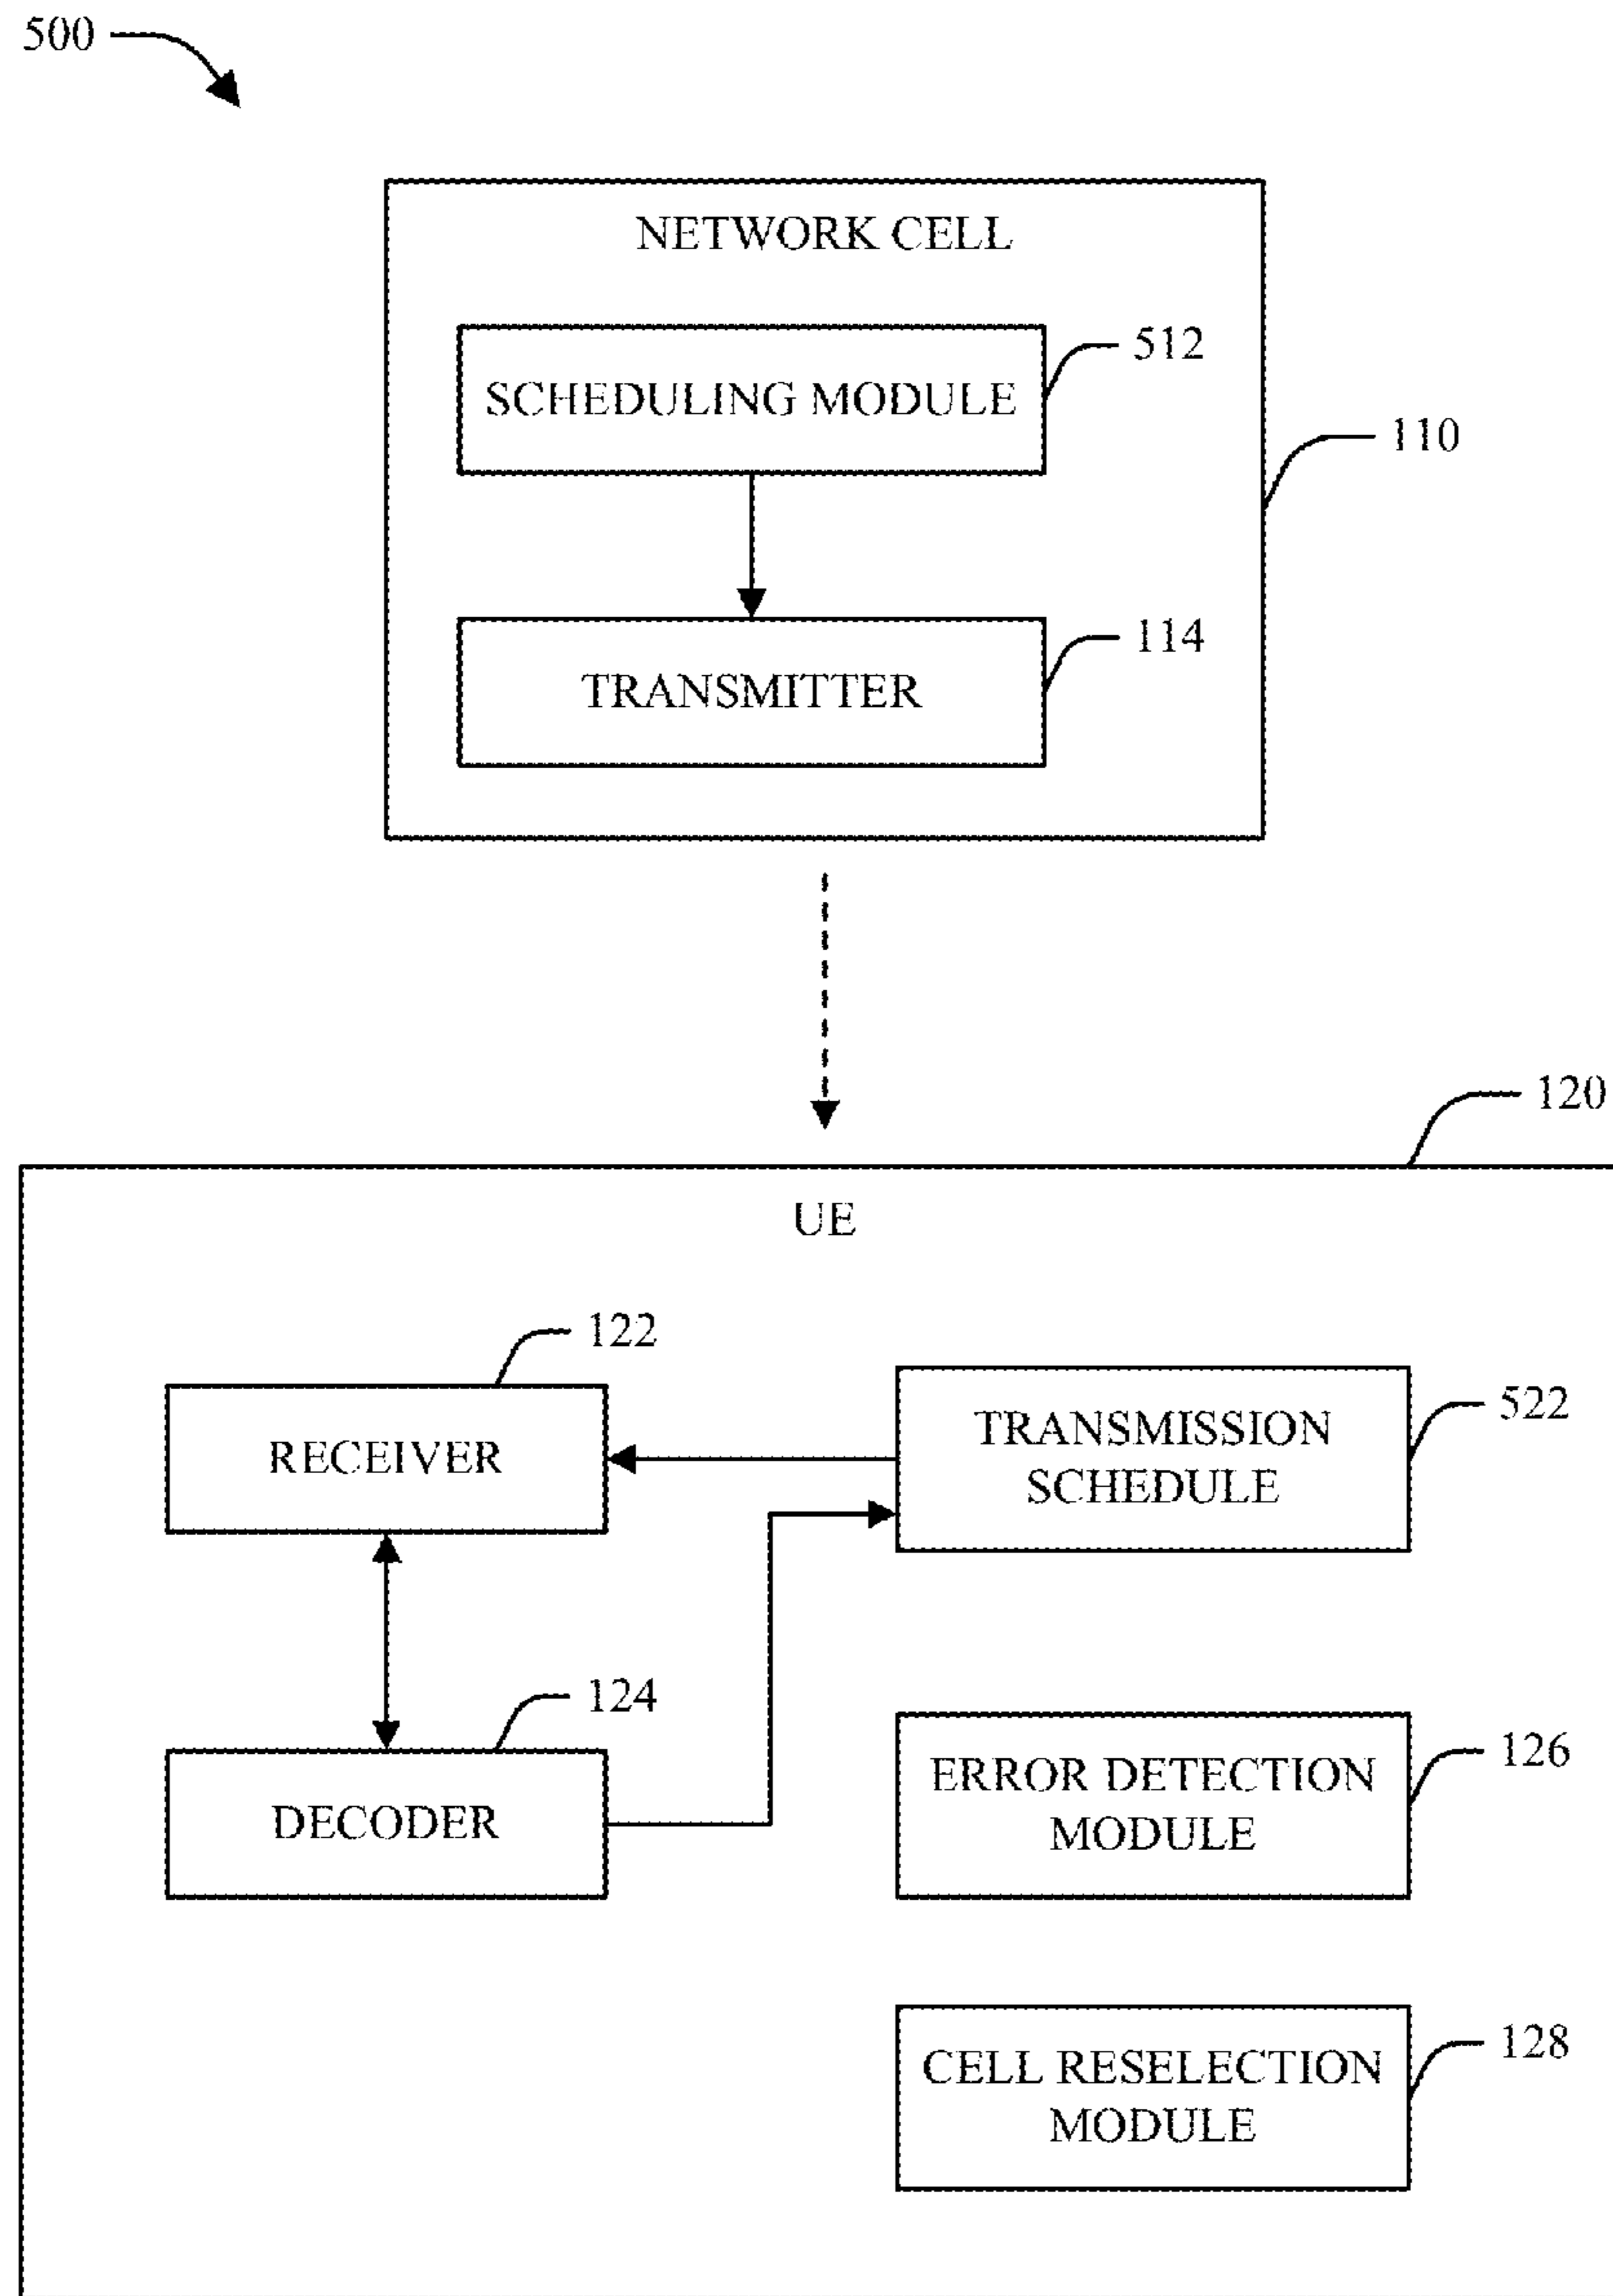 500
NETWORK CELL
512
SCHEDULING MODULE
110
114
TRANSMITTER
120
UE
122
RECEIVER
TRANSMISSION
SCHEDULE
522
124
DECODER
ERROR DETECTION
MODULE
126
CELL RESELECTION
MODULE
128